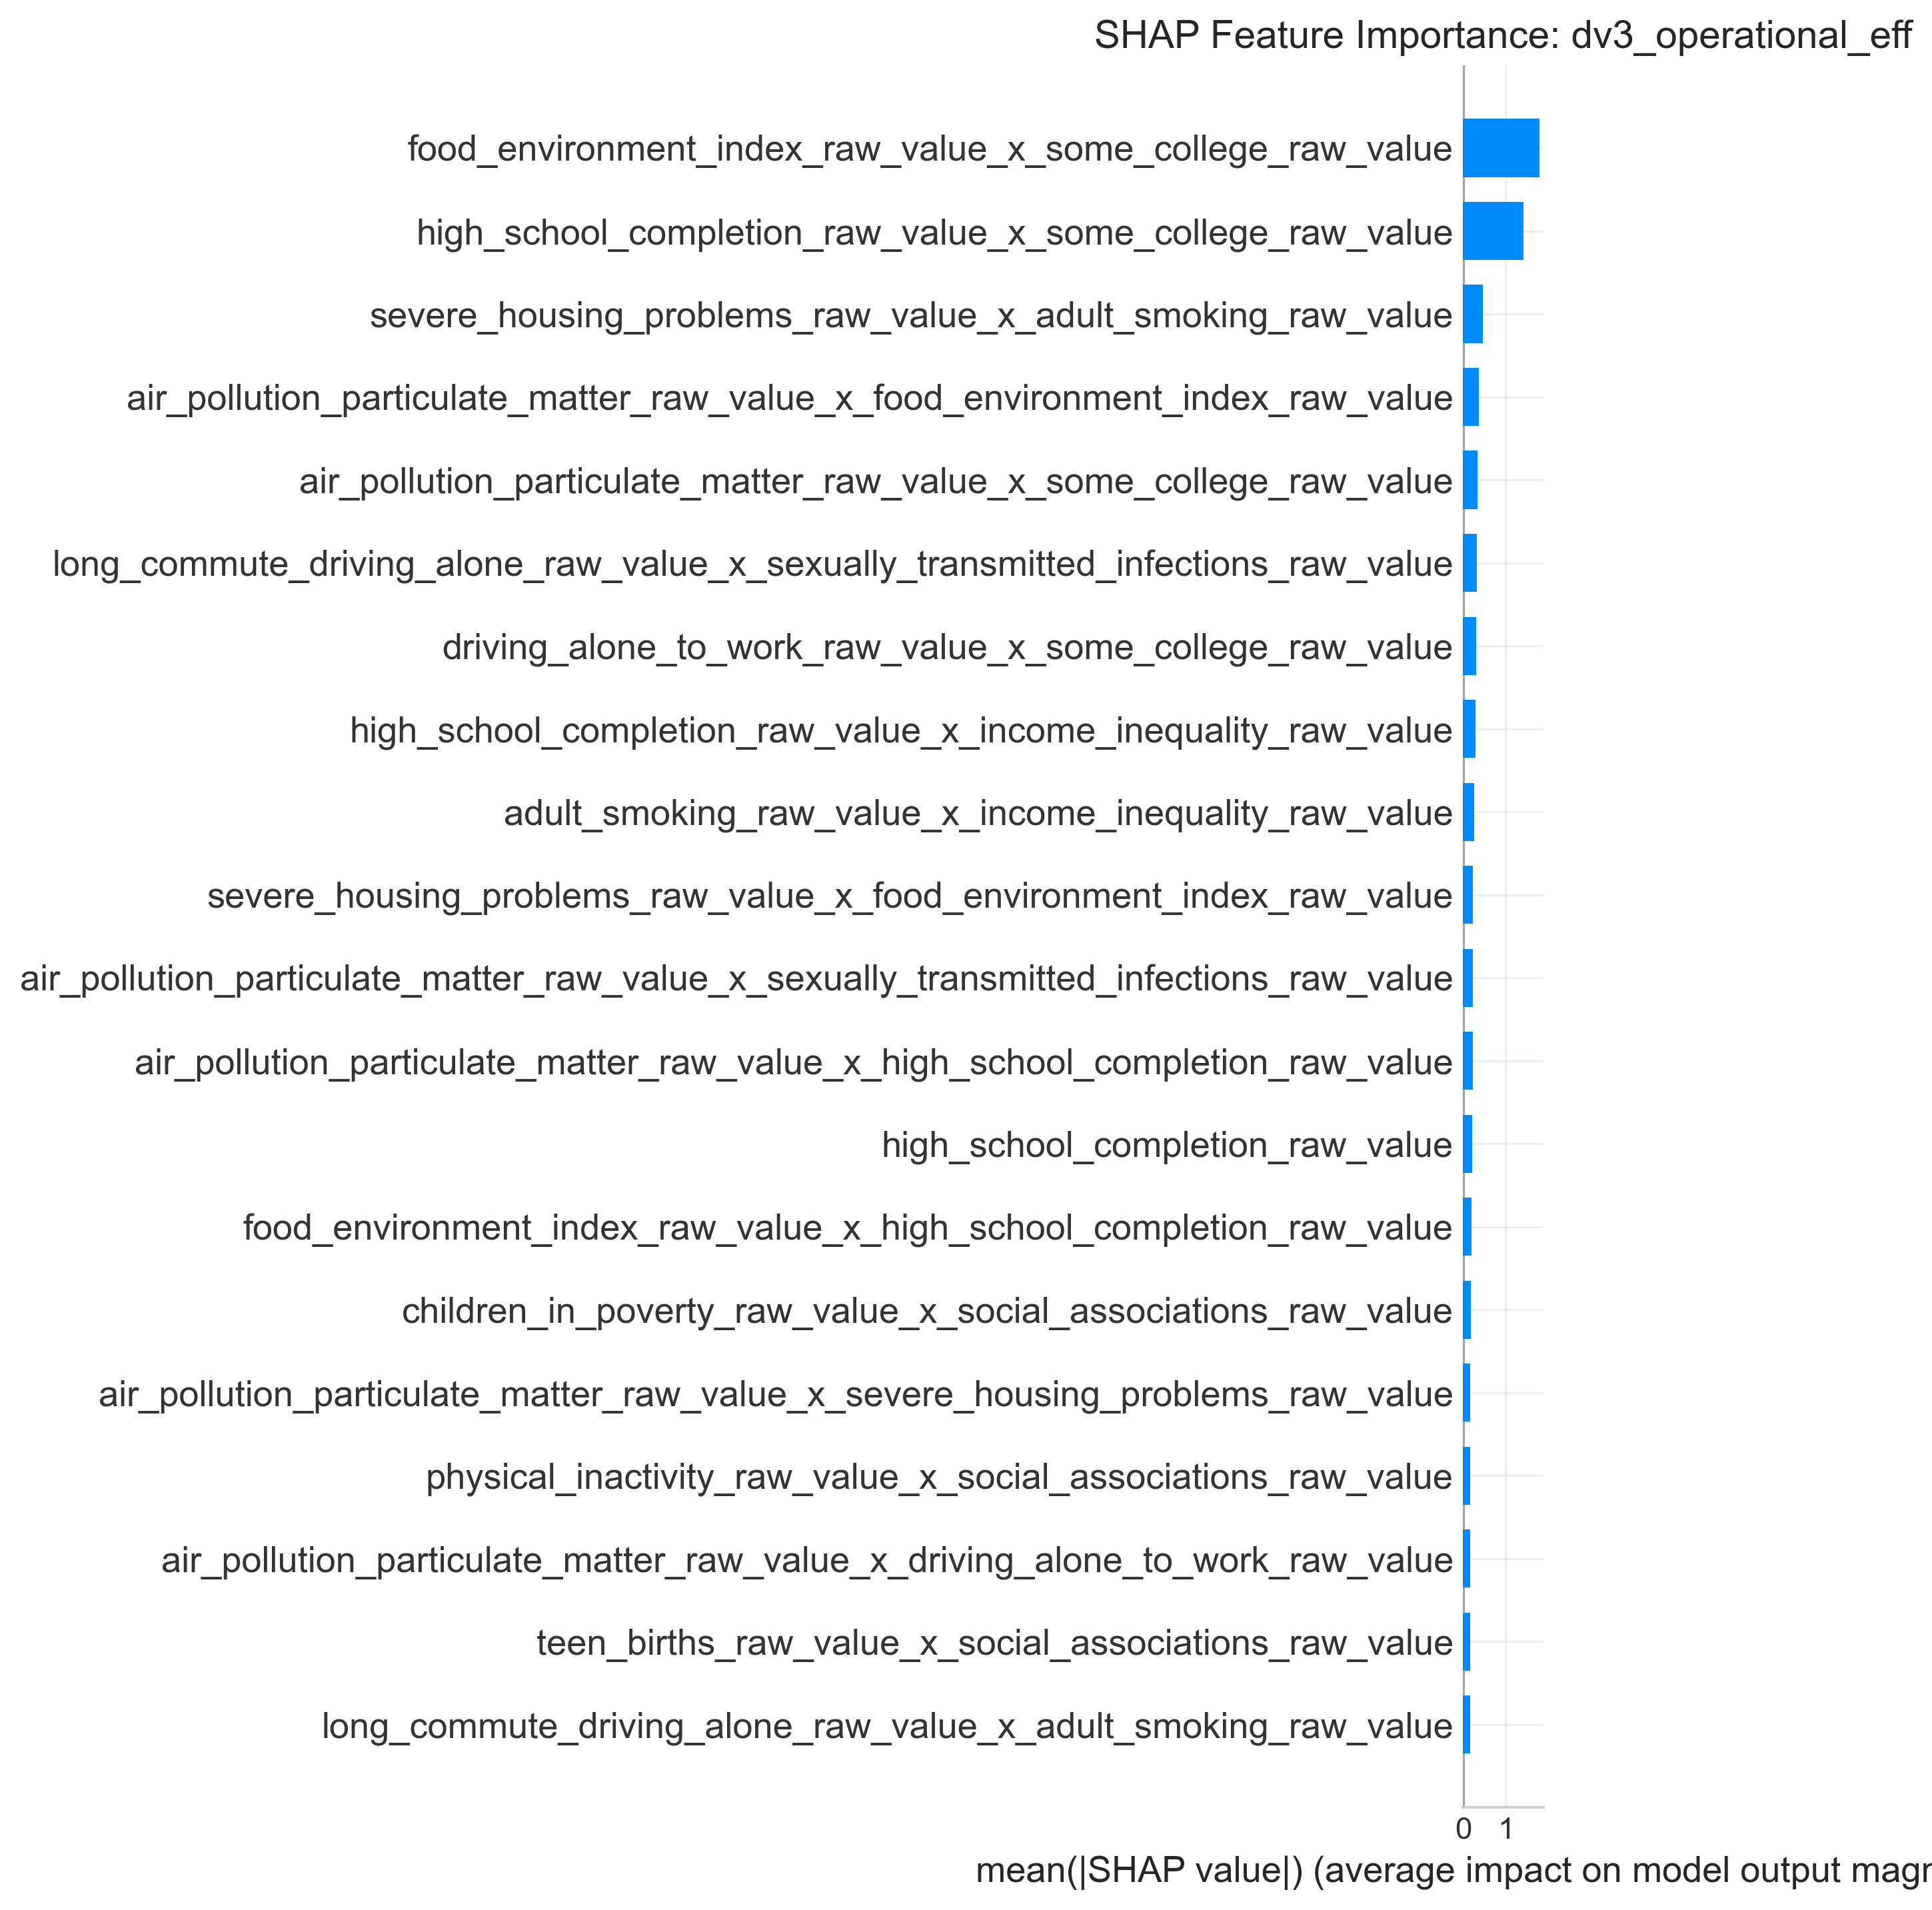 SHAP Feature Importance: dv3_operational_eff
food_environment_index_raw_value_x_some_college_raw_value
high_school_completion_raw_value_x_some_college_raw_value
severe_housing_problems_raw_value_x_adult_smoking_raw_value
air_pollution_particulate_matter_raw_value_x_food_environment_index_raw_value
air_pollution_particulate_matter_raw_value_x_some_college_raw_value
long_commute_driving_alone_raw_value_x_sexually_transmitted_infections_raw_value
driving_alone_to_work_raw_value_x_some_college_raw_value
high_school_completion_raw_value_x_income_inequality_raw_value
adult_smoking_raw_value_x_income_inequality_raw_value
severe_housing_problems_raw_value_x_food_environment_index_raw_value
air_pollution_particulate_matter_raw_value_x_sexually_transmitted_infections_raw_value
air_pollution_particulate_matter_raw_value_x_high_school_completion_raw_value
high_school_completion_raw_value
food_environment_index_raw_value_x_high_school_completion_raw_value
children_in_poverty_raw_value_x_social_associations_raw_value
air_pollution_particulate_matter_raw_value_x_severe_housing_problems_raw_value
physical_inactivity_raw_value_x_social_associations_raw_value
air_pollution_particulate_matter_raw_value_x_driving_alone_to_work_raw_value
teen_births_raw_value_x_social_associations_raw_value
long_commute_driving_alone_raw_value_x_adult_smoking_raw_value
0 1
mean(|SHAP value|) (average impact on model output magn